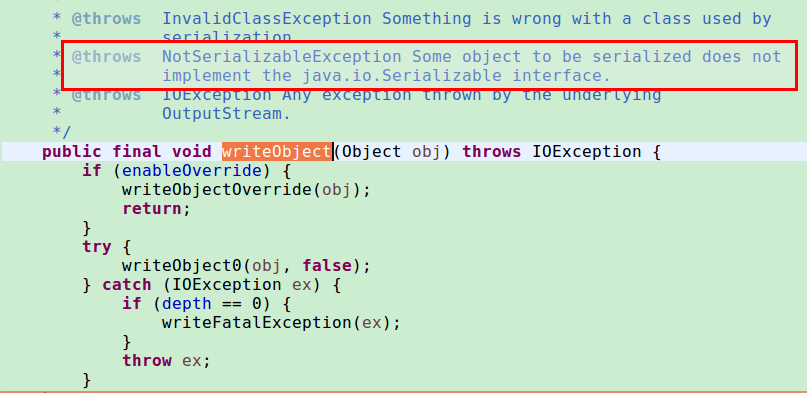 * @throws  InvalidClassException Something is wrong with a class used by
*          serialization.
* @throws  NotSerializableException Some object to be serialized does not
*          implement the java.io.Serializable interface.
* @throws  IOException Any exception thrown by the underlying
*          OutputStream.
*/
public final void writeObject(Object obj) throws IOException {
if (enableOverride) {
writeObjectOverride(obj);
return;
}
try {
writeObject0(obj, false);
} catch (IOException ex) {
if (depth == 0) {
writeFatalException(ex);
}
throw ex;
}